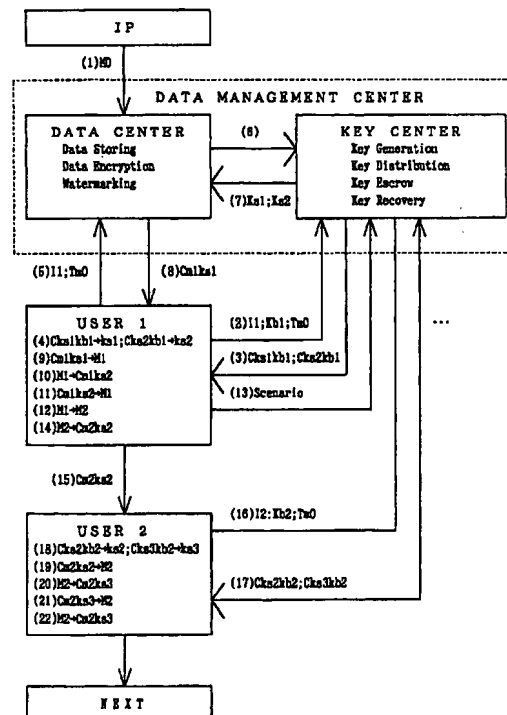 IP
(1)M0
DATA MANAGEMENT CENTER
DATA CENTER
Data Storing
Data Encryption
Watermarking
(6)
KEY CENTER
Key Generation
Key Distribution
Key Escrow
Key Recovery
(7)Ks1;Ks2
(5)I1;Tm0
(8)Cm1ks1
...
USER 1
(4)Cks1kb1→ks1;Cks2kb1→ks2
(9)Cm1ks1→M1
(10)M1→Cm1ks2
(11)Cm1ks2→M1
(12)M1→M2
(14)M2→Cm2ks2
(2)I1;Kb1;Tm0
(3)Cks1kb1;Cks2kb1
(13)Scenario
(15)Cm2ks2
USER 2
(18)Cks2kb2→ks2;Cks3kb2→ks3
(19)Cm2ks2→M2
(20)M2→Cm2ks3
(21)Cm2ks3→M2
(22)M2→Cm2ks3
(16)I2:Kb2;Tm0
(17)Cks2kb2;Cks3kb2
NEXT